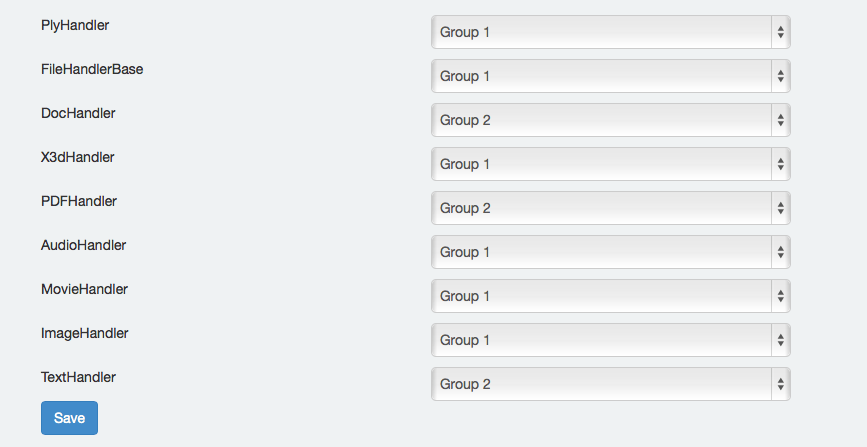 PlyHandler Group 1
FileHandlerBase Group 1
DocHandler Group 2
X3dHandler Group 1
PDFHandler Group 2
AudioHandler Group 1
MovieHandler Group 1
ImageHandler Group 1
TextHandler Group 2
Save